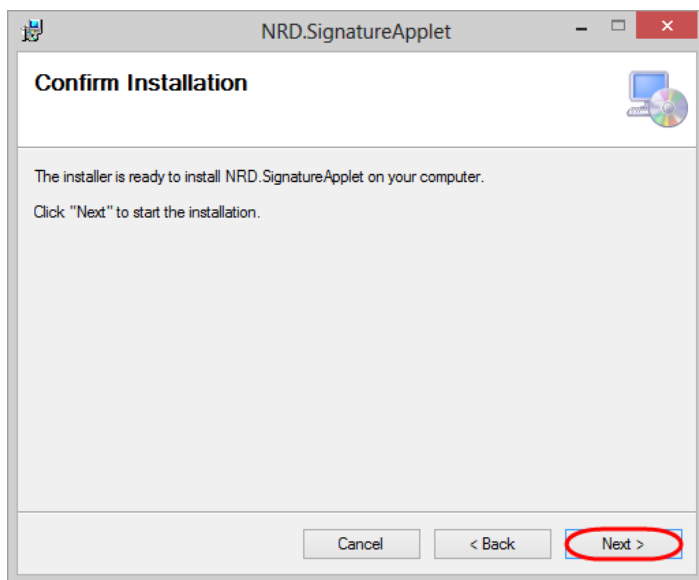 NRD.SignatureApplet
Confirm Installation
The installer is ready to install NRD.SignatureApplet on your computer.
Click "Next" to start the installation.
Cancel
< Back
Next >